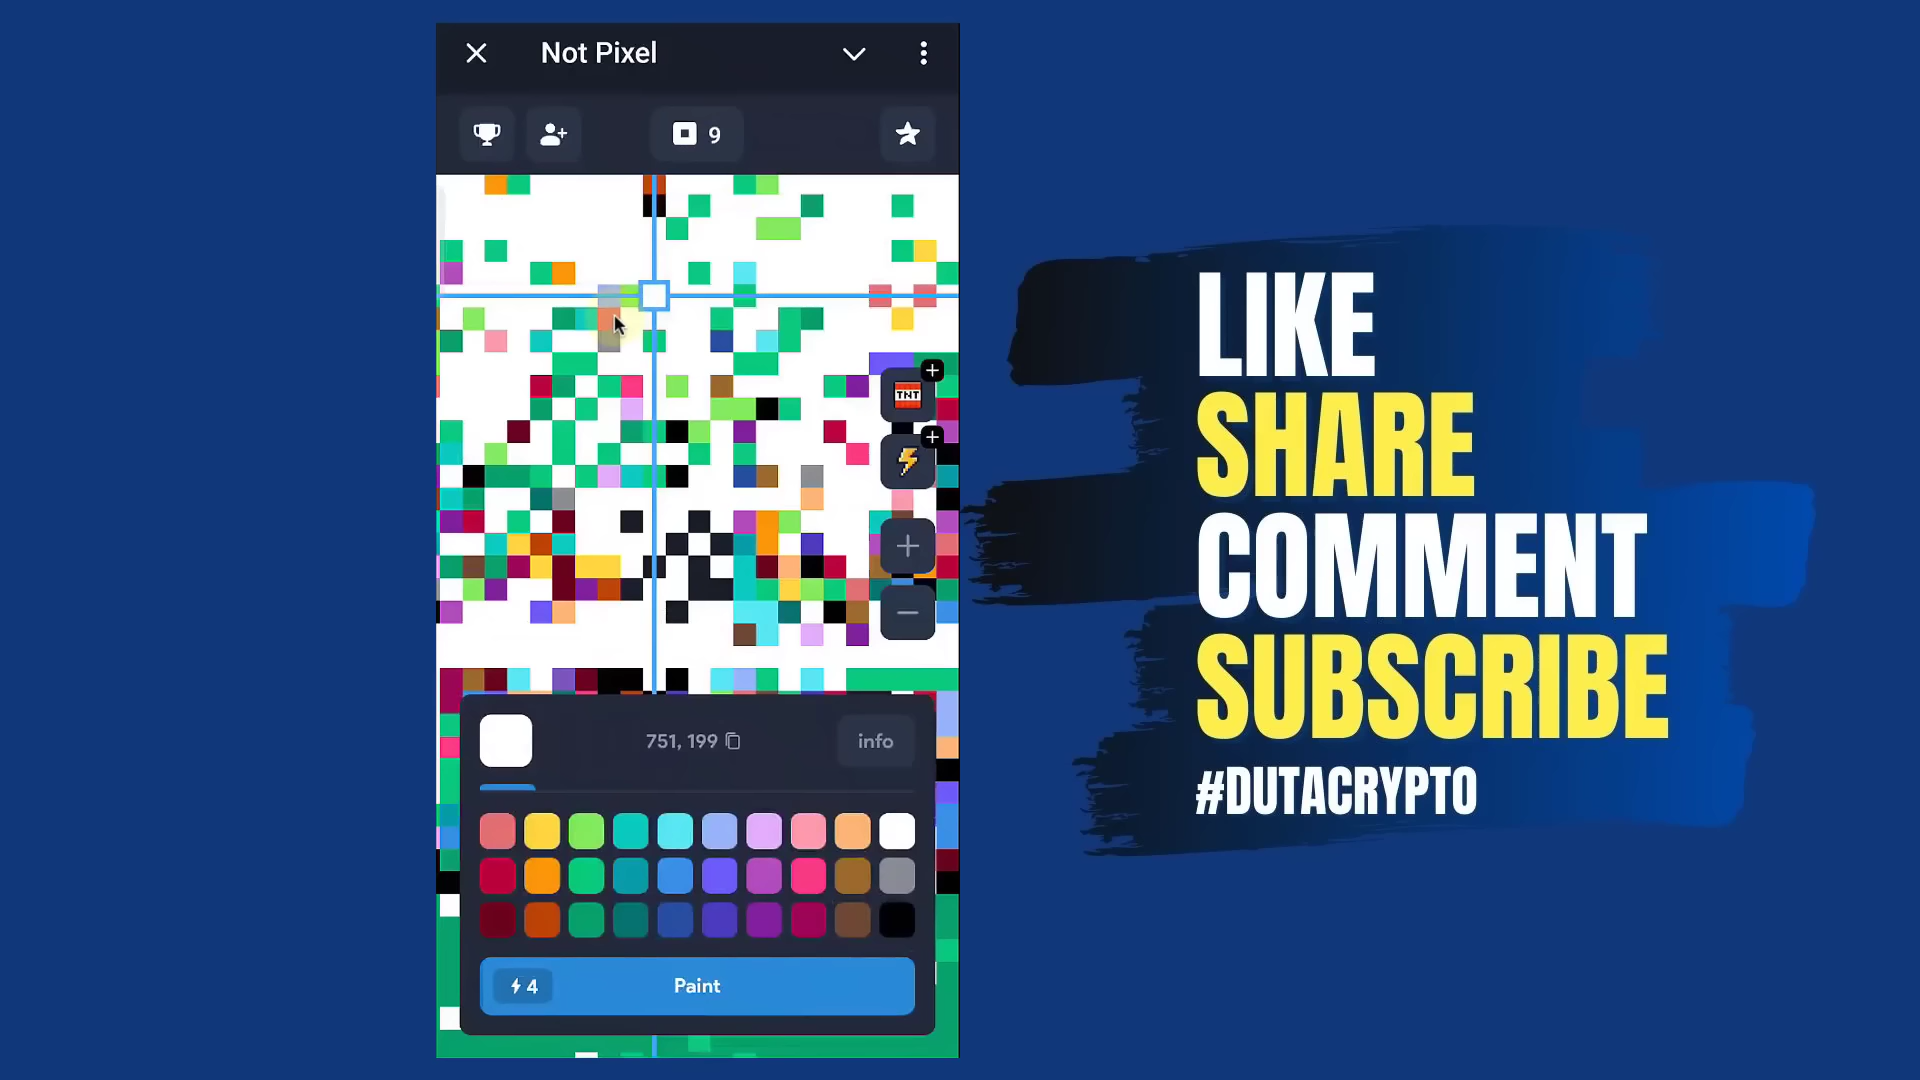 Not Pixel
9
TNT
751, 199
info
4
Paint
LIKE
SHARE
COMMENT
SUBSCRIBE
#DUTACRYPTO